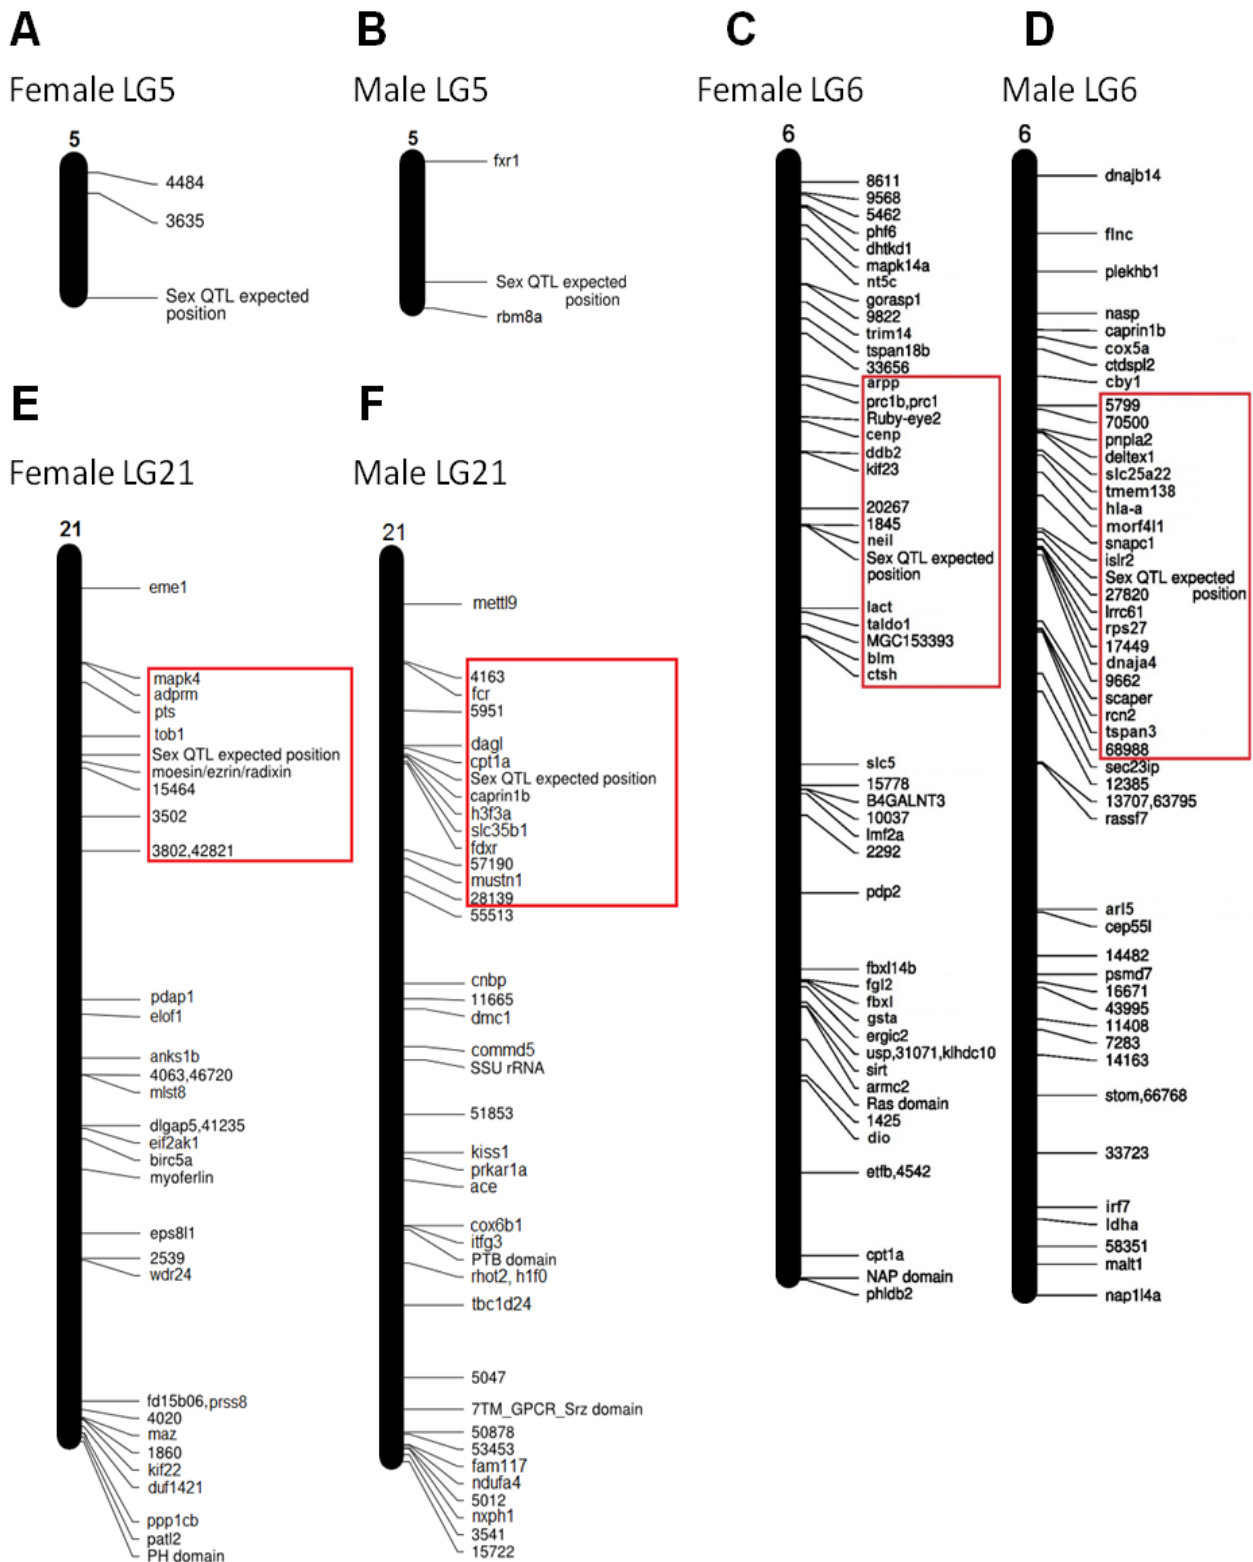 A
Female LG5
5
4484
3635
Sex QTL expected
position
B
Male LG5
5
fxr1
Sex QTL expected
position
rbm8a
C
Female LG6
6
8611
9568
5462
phf6
dhtkd1
mapk14a
nt5c
gorasp1
9822
trim14
tspan18b
33656
arpp
prc1b,prc1
Ruby-eye2
cenp
ddb2
kif23
20267
1845
neil
Sex QTL expected
position
lact
taldo1
MGC153393
blm
ctsh
slc5
15778
B4GALNT3
10037
lmf2a
2292
pdp2
fbxl14b
fgl2
fbxl
gsta
ergic2
usp,31071,klhdc10
sirt
armc2
Ras domain
1425
dio
etfb,4542
cpt1a
NAP domain
phldb2
D
Male LG6
6
dnajb14
flnc
plekhb1
nasp
caprin1b
cox5a
ctdspl2
cby1
5799
70500
pnpla2
deltex1
slc25a22
tmem138
hla-a
morf4l1
snapc1
islr2
Sex QTL expected
27820 position
lrrc61
rps27
17449
dnaja4
9662
scaper
rcn2
tspan3
68988
sec23ip
12385
13707,63795
rassf7
arl5
cep55l
14482
psmd7
16671
43995
11408
7283
14163
stom,66768
33723
irf7
ldha
58351
malt1
nap1l4a
E
Female LG21
21
eme1
mapk4
adprm
pts
tob1
Sex QTL expected position
moesin/ezrin/radixin
15464
3502
3802,42821
pdap1
elof1
anks1b
4063,46720
mlst8
dlgap5,41235
eif2ak1
birc5a
myoferlin
eps8l1
2539
wdr24
fd15b06,prss8
4020
maz
1860
kif22
duf1421
ppp1cb
patl2
PH domain
F
Male LG21
21
mettl9
4163
fcr
5951
dagl
cpt1a
Sex QTL expected position
caprin1b
h3f3a
slc35b1
fdxr
57190
mustn1
28139
55513
cnbp
11665
dmc1
commd5
SSU rRNA
51853
kiss1
prkar1a
ace
cox6b1
itfg3
PTB domain
rhot2, h1f0
tbc1d24
5047
7TM_GPCR_Srz domain
50878
53453
fam117
ndufa4
5012
nxph1
3541
15722